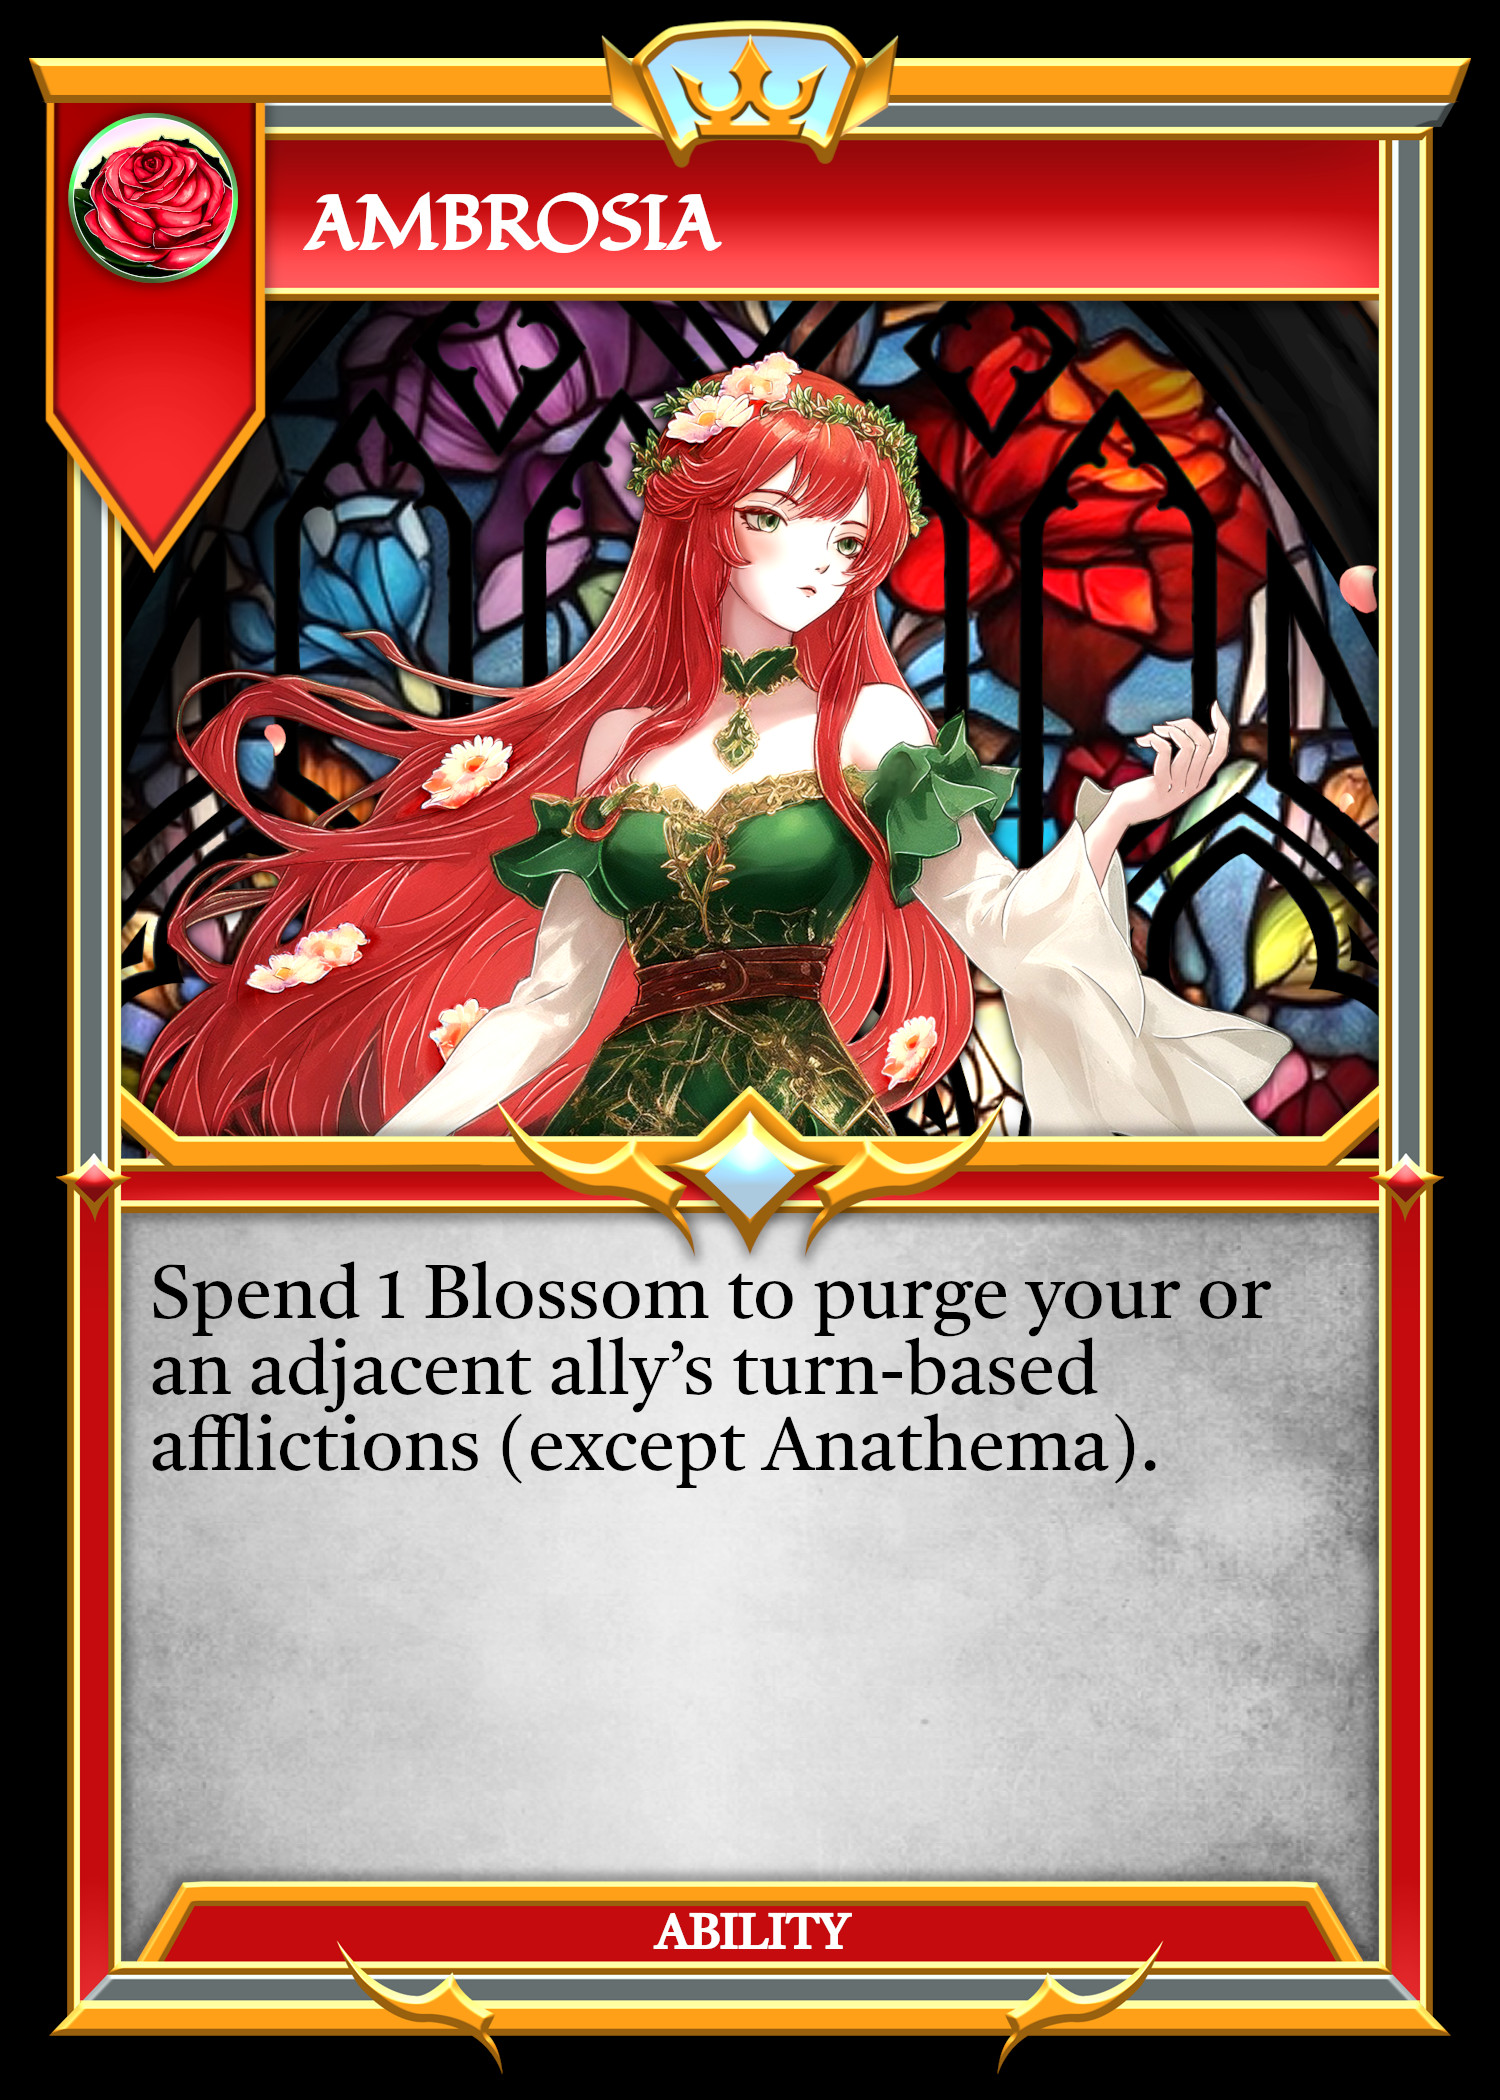 AMBROSIA
Spend 1 Blossom to purge your or
an adjacent ally’s turn-based
afflictions (except Anathema).
ABILITY